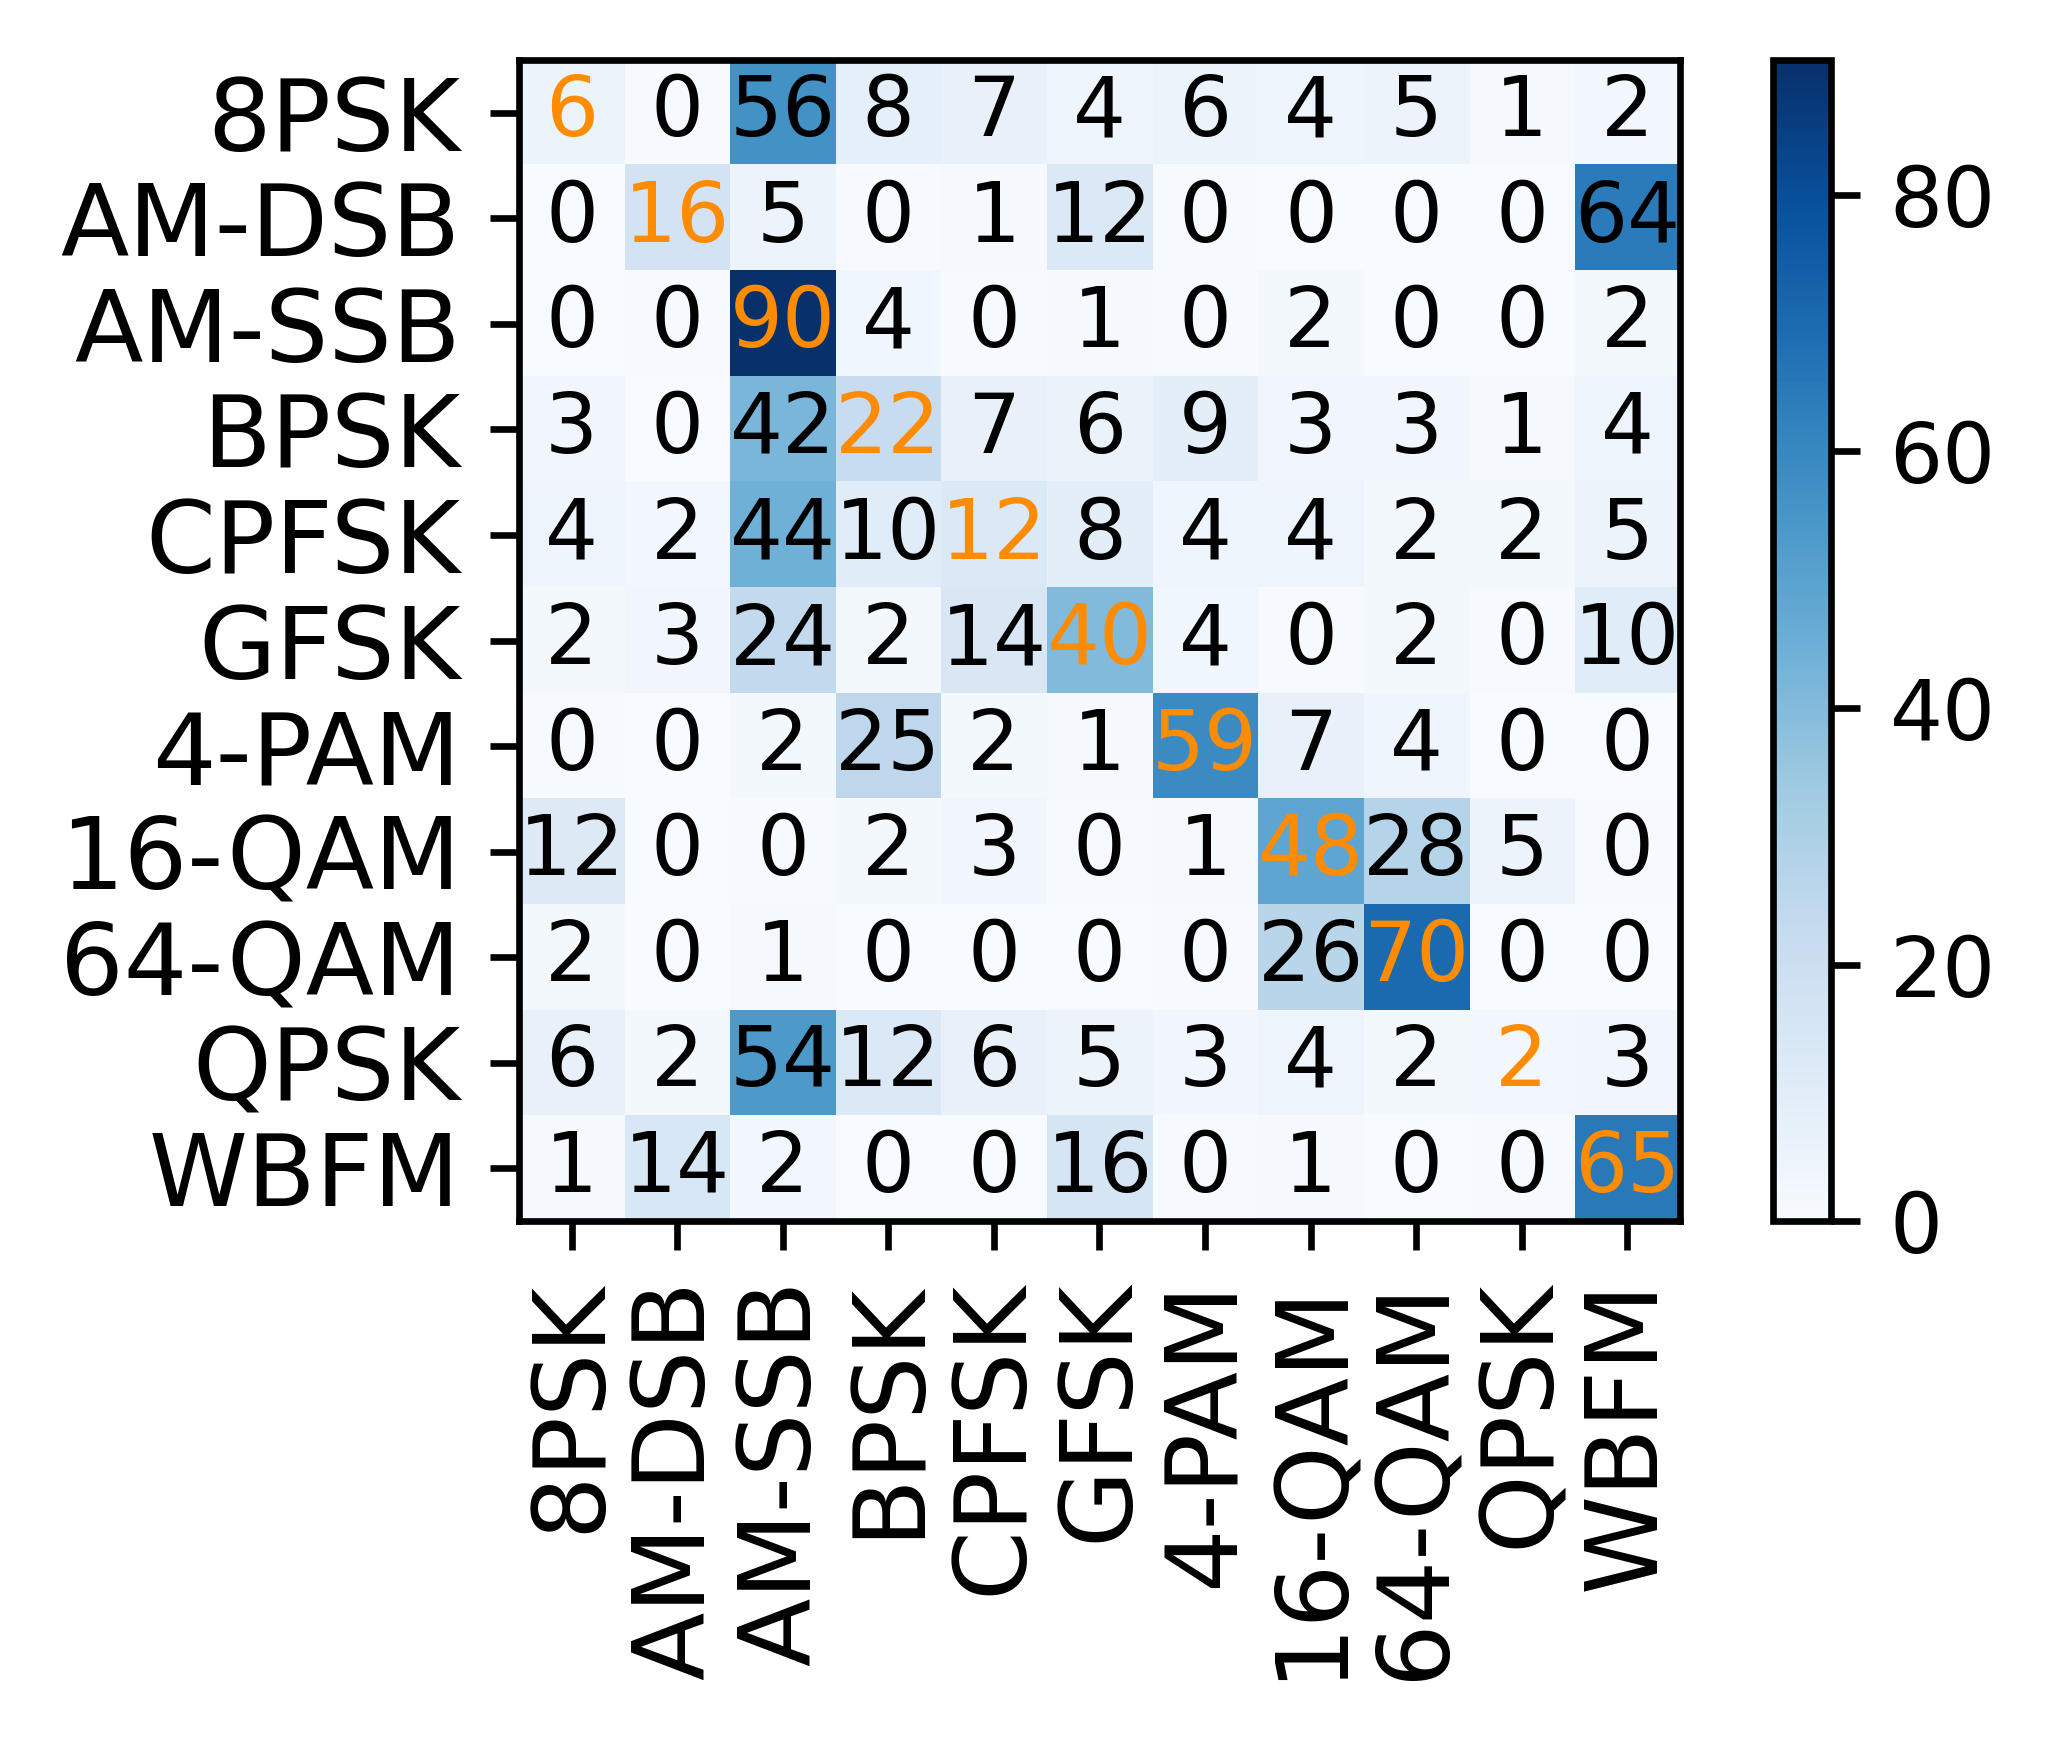 8PSK 6 0 56 8 7 4 6 4 5 1 2
AM-DSB 0 16 5 0 1 12 0 0 0 0 64
AM-SSB 0 0 90 4 0 1 0 2 0 0 2
BPSK 3 0 42 22 7 6 9 3 3 1 4
CPFSK 4 2 44 10 12 8 4 4 2 2 5
GFSK 2 3 24 2 14 40 4 0 2 0 10
4-PAM 0 0 2 25 2 1 59 7 4 0 0
16-QAM 12 0 0 2 3 0 1 48 28 5 0
64-QAM 2 0 1 0 0 0 0 26 70 0 0
QPSK 6 2 54 12 6 5 3 4 2 2 3
WBFM 1 14 2 0 0 16 0 1 0 0 65
8PSK
AM-DSB
AM-SSB
BPSK
CPFSK
GFSK
4-PAM
16-QAM
64-QAM
QPSK
WBFM
80
60
40
20
0